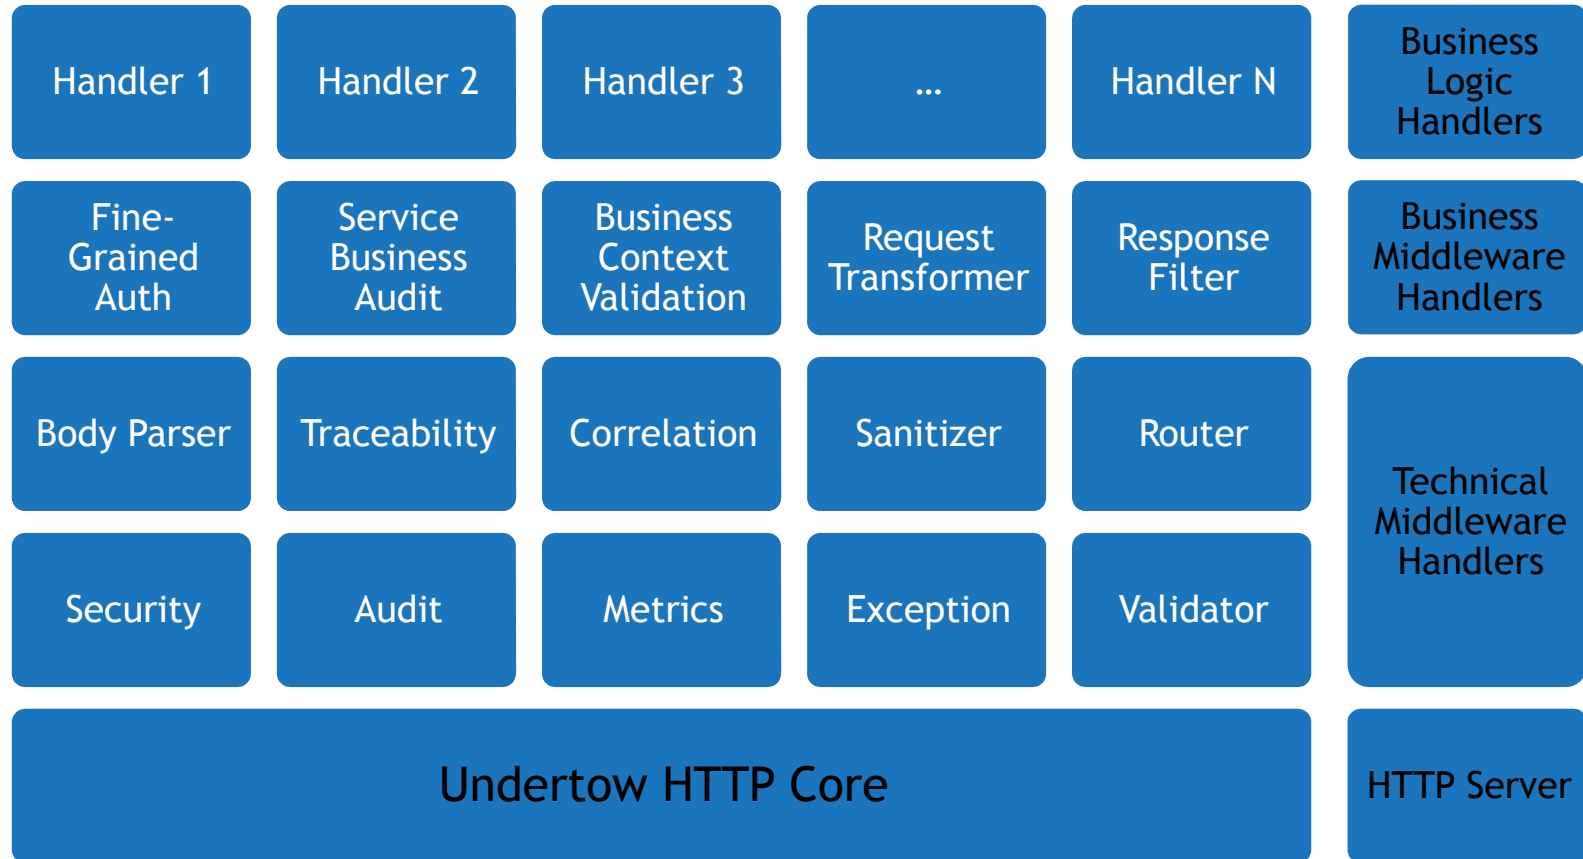 Handler 1
Handler 2
Handler 3
...
Handler N
Business
Logic
Handlers
Fine-
Grained
Auth
Service
Business
Audit
Business
Context
Validation
Request
Transformer
Response
Filter
Business
Middleware
Handlers
Body Parser
Traceability
Correlation
Sanitizer
Router
Technical
Middleware
Handlers
Security
Audit
Metrics
Exception
Validator
Undertow HTTP Core
HTTP Server